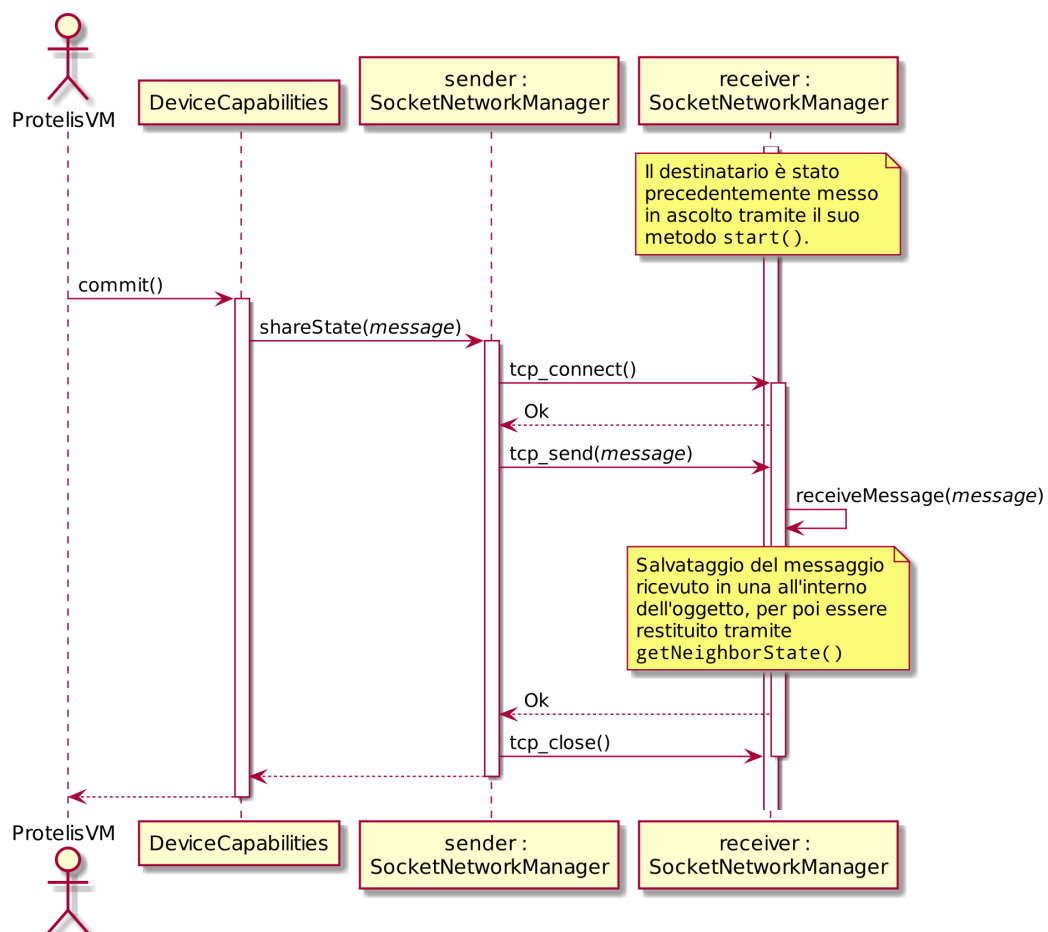 ProtelisVM
DeviceCapabilities
sender :
SocketNetworkManager
receiver :
SocketNetworkManager
Il destinatario è stato
precedentemente messo
in ascolto tramite il suo
metodo start().
commit()
shareState(message)
tcp_connect()
Ok
tcp_send(message)
receiveMessage(message)
Salvataggio del messaggio
ricevuto in una all'interno
dell'oggetto, per poi essere
restituito tramite
getNeighborState()
Ok
tcp_close()
ProtelisVM
DeviceCapabilities
sender :
SocketNetworkManager
receiver :
SocketNetworkManager